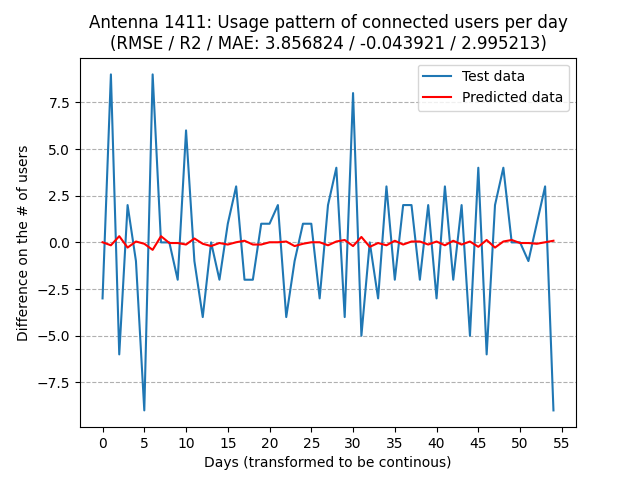 Antenna 1411: Usage pattern of connected users per day
(RMSE / R2 / MAE: 3.856824 / -0.043921 / 2.995213)
Test data
Predicted data
7.5
5.0
2.5
0.0
−2.5
−5.0
−7.5
Difference on the # of users
0 5 10 15 20 25 30 35 40 45 50 55
Days (transformed to be continous)